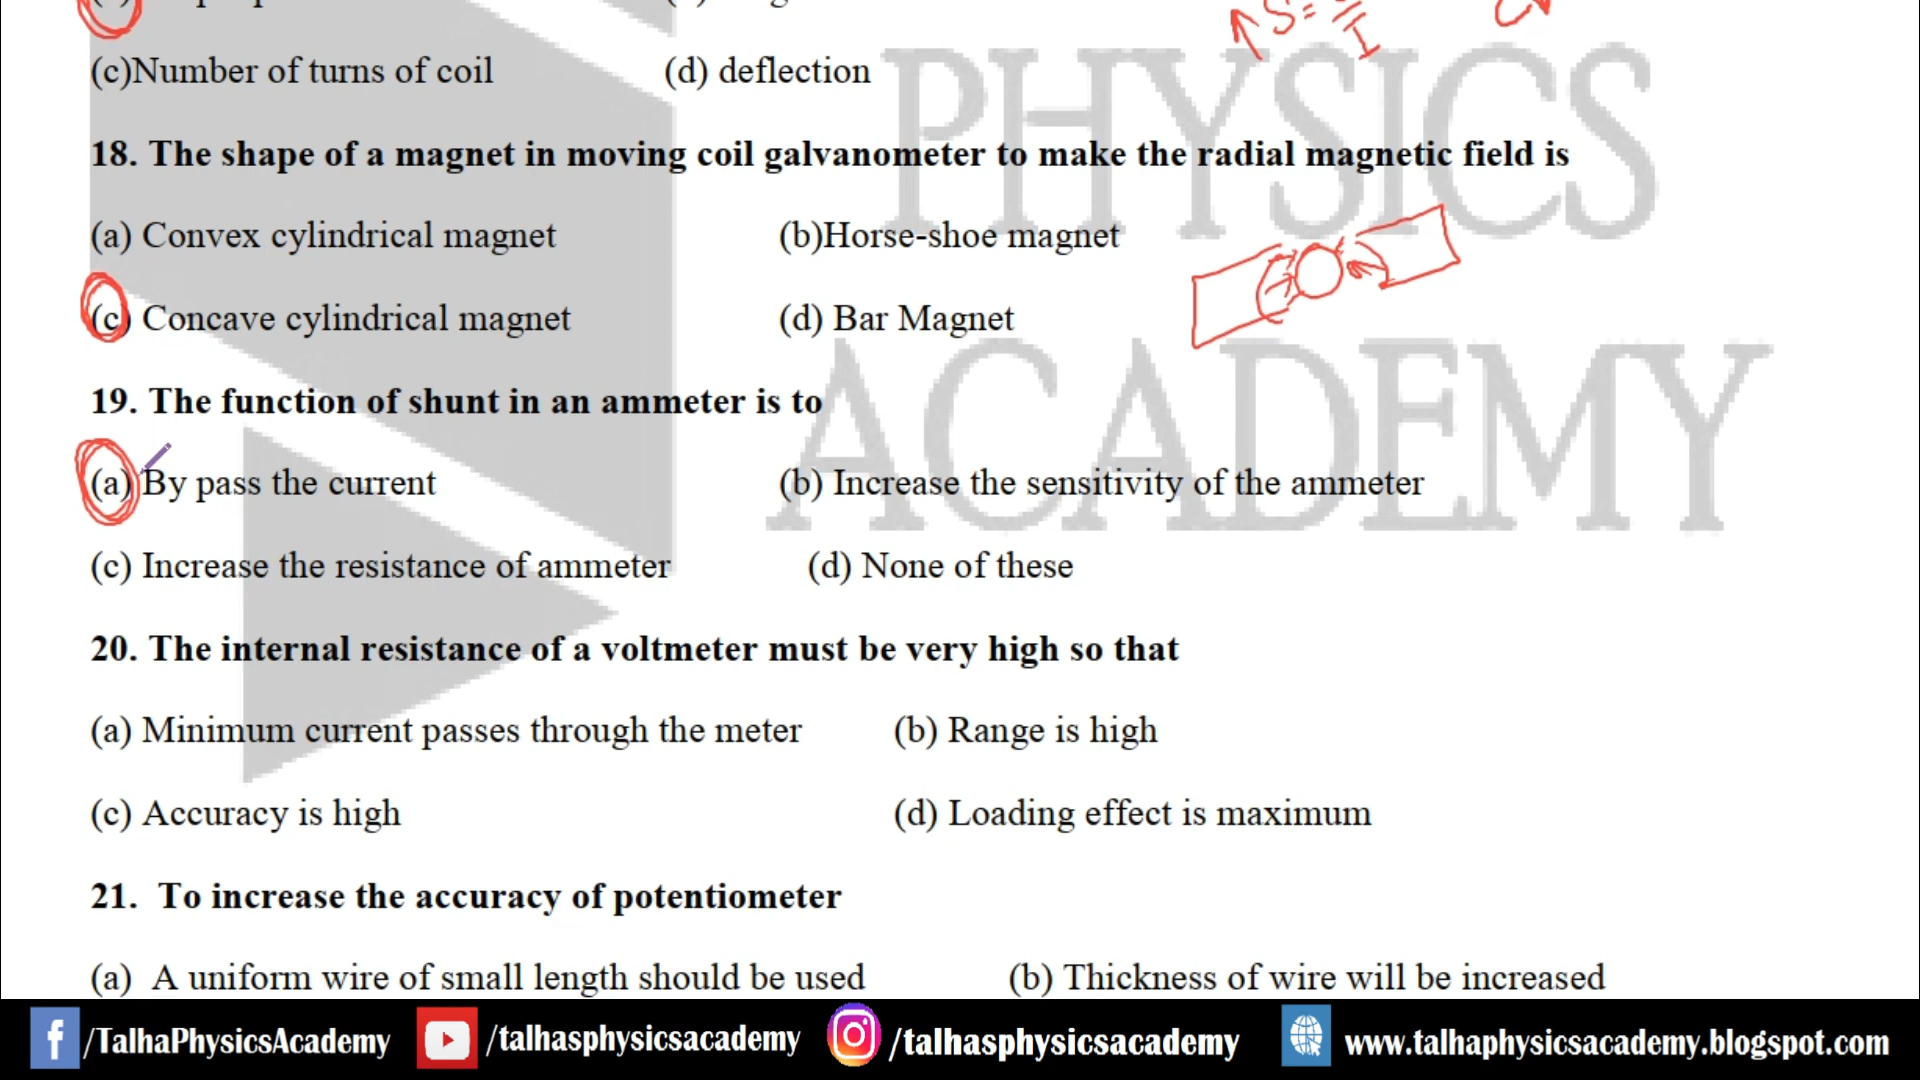 (c)Number of turns of coil (d) deflection
18. The shape of a magnet in moving coil galvanometer to make the radial magnetic field is
(a) Convex cylindrical magnet (b)Horse-shoe magnet
(c) Concave cylindrical magnet (d) Bar Magnet
19. The function of shunt in an ammeter is to
(a) By pass the current (b) Increase the sensitivity of the ammeter
(c) Increase the resistance of ammeter (d) None of these
20. The internal resistance of a voltmeter must be very high so that
(a) Minimum current passes through the meter (b) Range is high
(c) Accuracy is high (d) Loading effect is maximum
21. To increase the accuracy of potentiometer
(a) A uniform wire of small length should be used (b) Thickness of wire will be increased
PHYSICS
ACADEMY
/TalhaPhysicsAcademy /talhasphysicsacademy /talhasphysicsacademy www.talhaphysicsacademy.blogspot.com